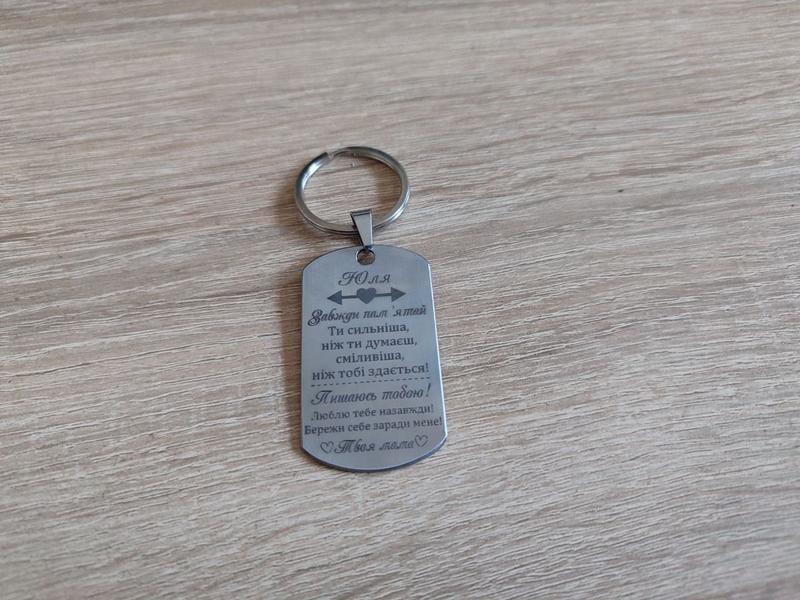 Юля
Завжди пам'ятай
Ти сильніша,
ніж ти думаєш,
сміливіша,
ніж тобі здається!
Пишаюсь тобою!
Люблю тебе назавжди!
Бережи себе заради мене!
♡Твоя мама♡